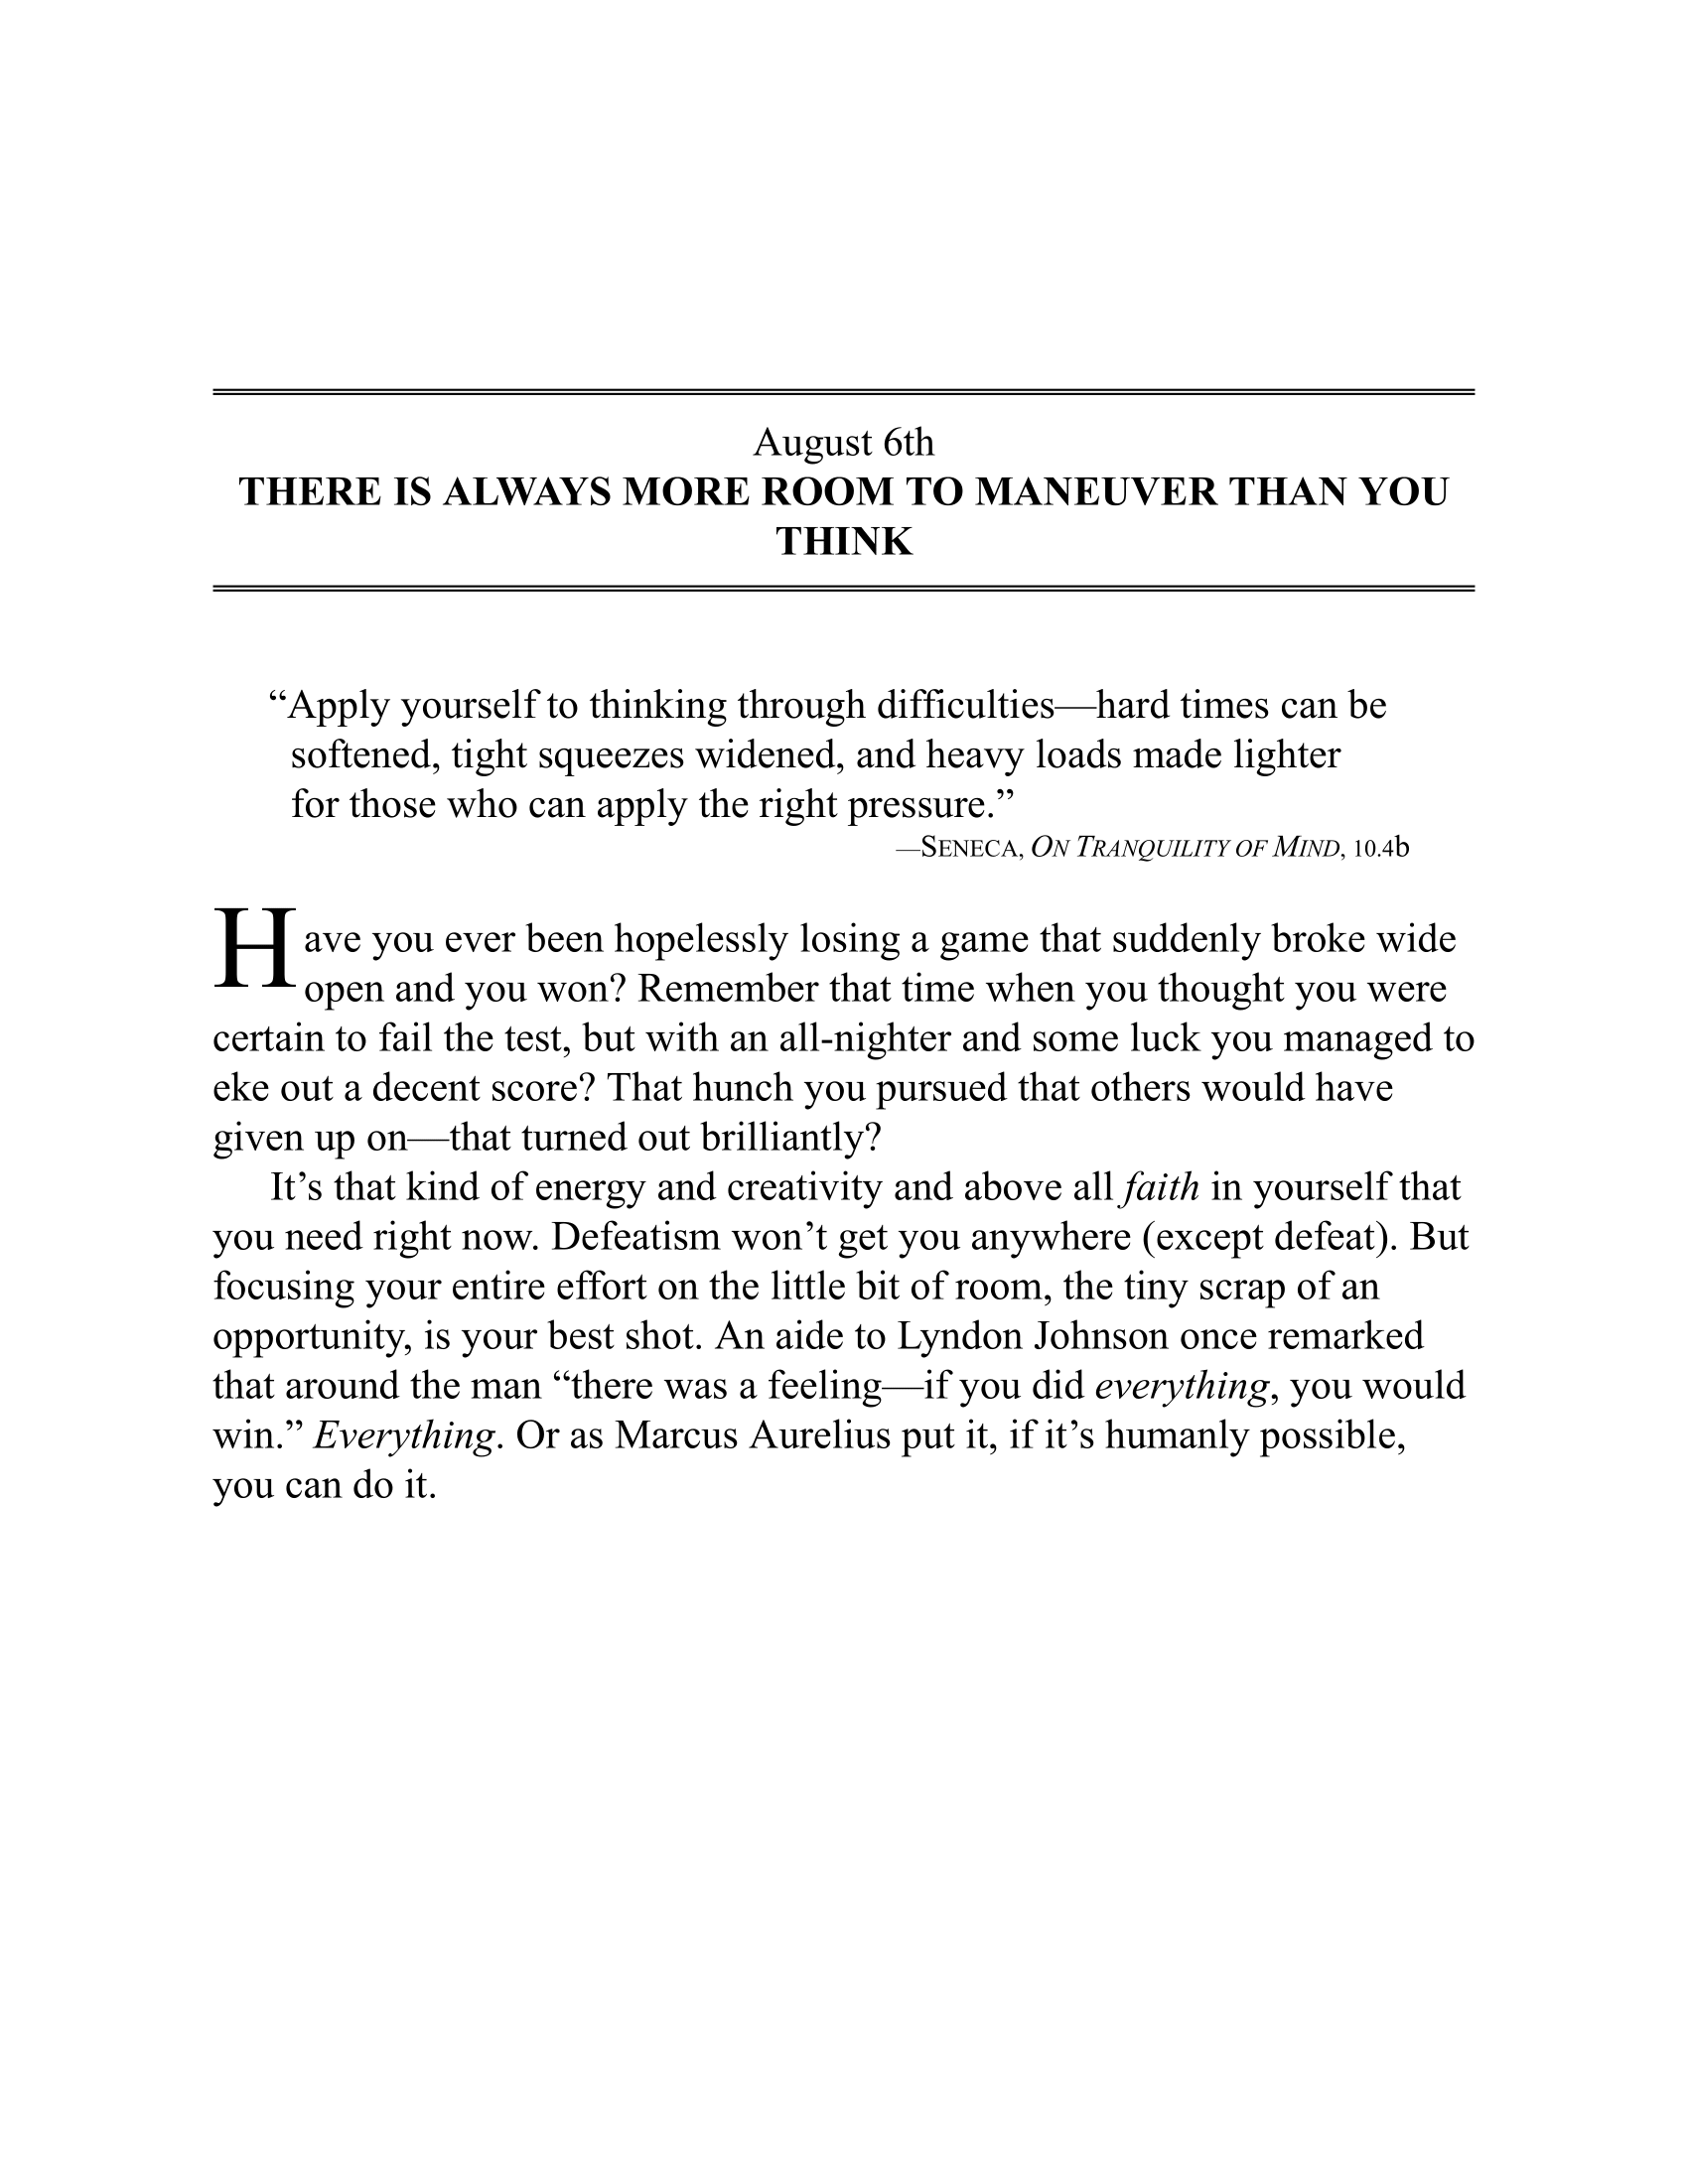 August 6th
THERE IS ALWAYS MORE ROOM TO MANEUVER THAN YOU
THINK
“Apply yourself to thinking through difficulties—hard times can be
softened, tight squeezes widened, and heavy loads made lighter
for those who can apply the right pressure.”
—SENECA, ON TRANQUILITY OF MIND, 10.4b
Have you ever been hopelessly losing a game that suddenly broke wide
open and you won? Remember that time when you thought you were
certain to fail the test, but with an all-nighter and some luck you managed to
eke out a decent score? That hunch you pursued that others would have
given up on—that turned out brilliantly?
It’s that kind of energy and creativity and above all faith in yourself that
you need right now. Defeatism won’t get you anywhere (except defeat). But
focusing your entire effort on the little bit of room, the tiny scrap of an
opportunity, is your best shot. An aide to Lyndon Johnson once remarked
that around the man “there was a feeling—if you did everything, you would
win.” Everything. Or as Marcus Aurelius put it, if it’s humanly possible,
you can do it.